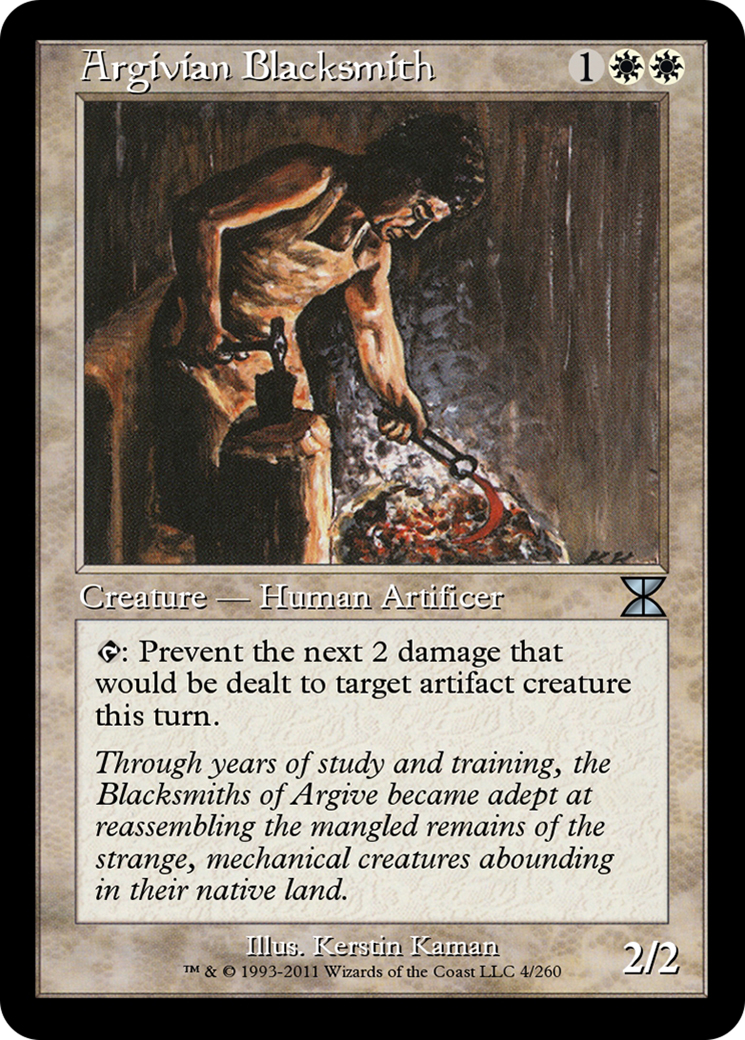 Argivian Blacksmith 1
Creature — Human Artificer
: Prevent the next 2 damage that
would be dealt to target artifact creature
this turn.
Through years of study and training, the
Blacksmiths of Argive became adept at
reassembling the mangled remains of the
strange, mechanical creatures abounding
in their native land.
Illus. Kerstin Kaman
™ & © 1993-2011 Wizards of the Coast LLC 4/260
2/2